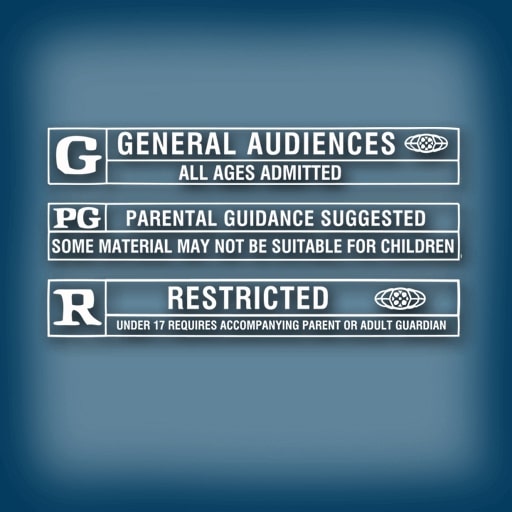 G GENERAL AUDIENCES
ALL AGES ADMITTED
PG PARENTAL GUIDANCE SUGGESTED
SOME MATERIAL MAY NOT BE SUITABLE FOR CHILDREN
R RESTRICTED
UNDER 17 REQUIRES ACCOMPANYING PARENT OR ADULT GUARDIAN